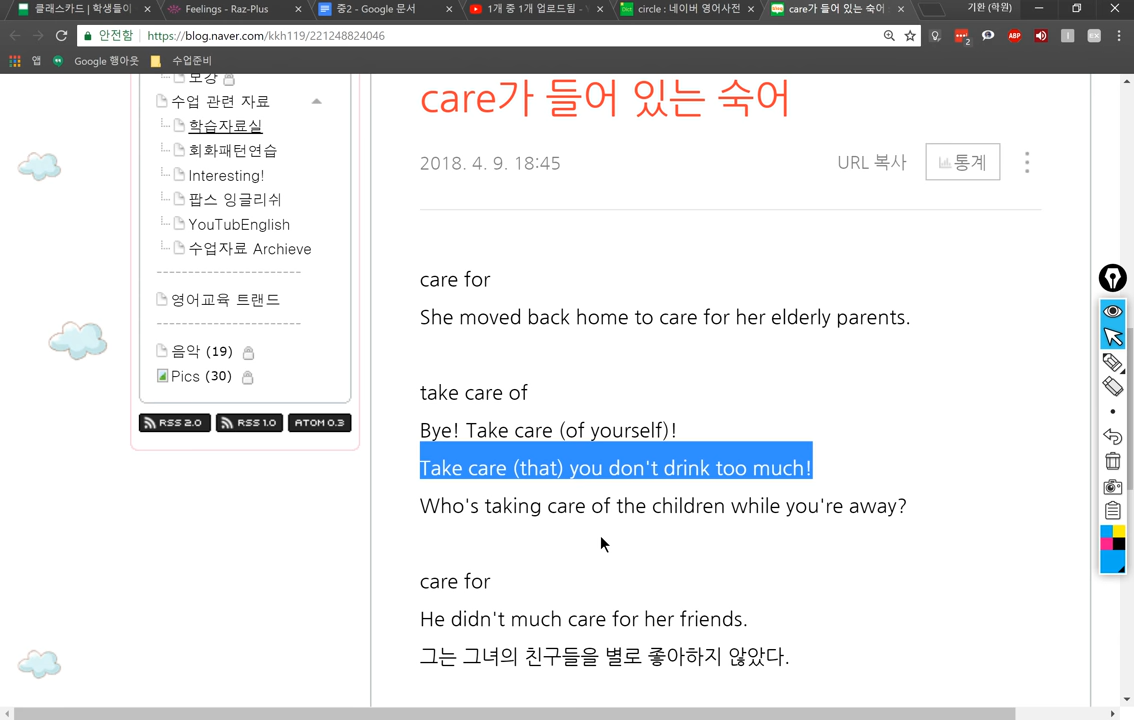 클래스카드 | 학생들이
Feelings - Raz-Plus
중2 - Google 문서
1개 중 1개 업로드됨 -
circle : 네이버 영어사전
care가 들어 있는 숙어
기환 (학원)
안전함 | https://blog.naver.com/kkh119/221248824046
앱 Google 행아웃 수업준비
보강
수업 관련 자료
학습자료실
회화패턴연습
Interesting!
팝스 잉글리쉬
YouTubEnglish
수업자료 Archieve
영어교육 트랜드
음악 (19)
Pics (30)
RSS 2.0 RSS 1.0 ATOM 0.3
care가 들어 있는 숙어
2018. 4. 9. 18:45 URL 복사 통계
care for
She moved back home to care for her elderly parents.
take care of
Bye! Take care (of yourself)!
Take care (that) you don't drink too much!
Who's taking care of the children while you're away?
care for
He didn't much care for her friends.
그는 그녀의 친구들을 별로 좋아하지 않았다.
2
ABP